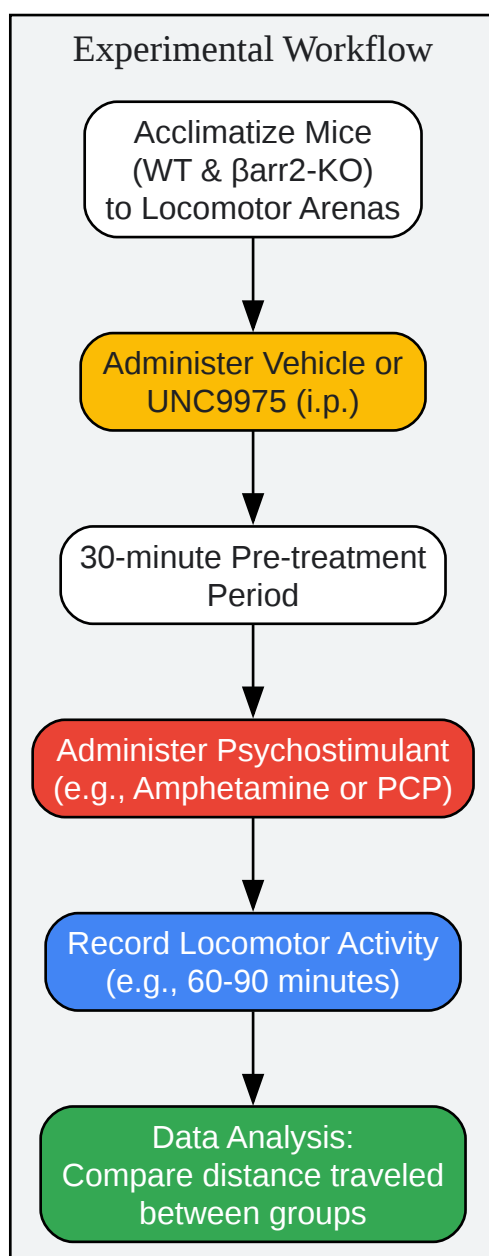 Experimental Workflow
Acclimatize Mice
(WT & βarr2-KO)
to Locomotor Arenas
Administer Vehicle or
UNC9975 (i.p.)
30-minute Pre-treatment
Period
Administer Psychostimulant
(e.g., Amphetamine or PCP)
Record Locomotor Activity
(e.g., 60-90 minutes)
Data Analysis:
Compare distance traveled
between groups